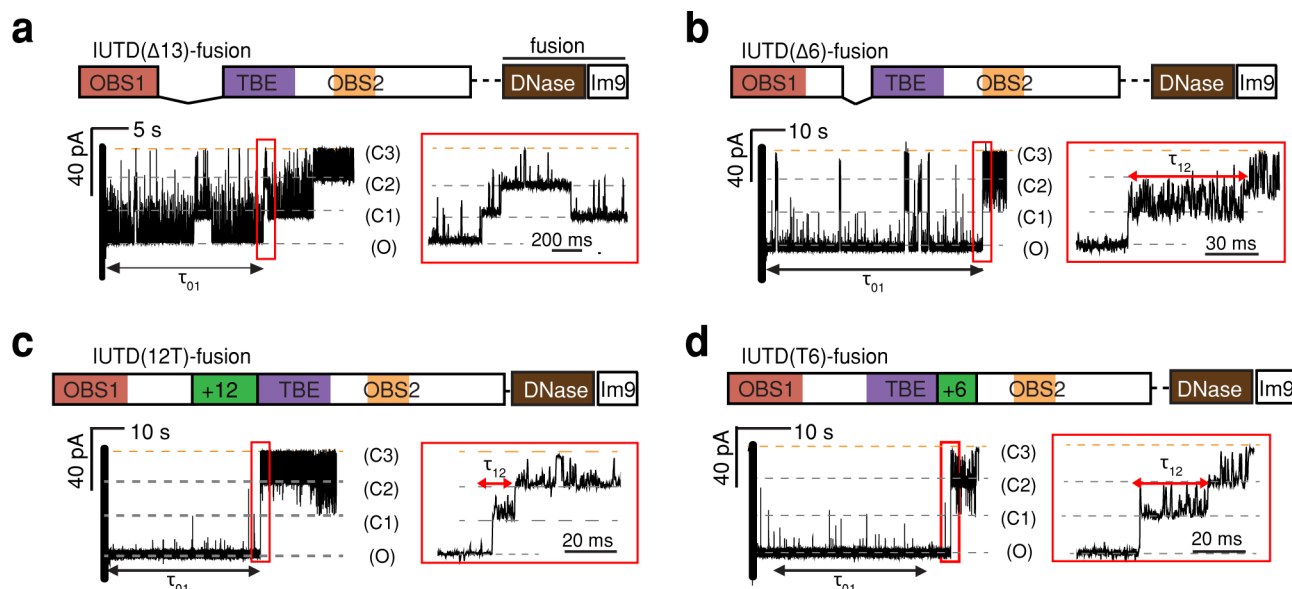 a
IUTD(Δ13)-fusion
fusion
OBS1
TBE
OBS2
DNase
Im9
5 s
40 pA
(C3)
(C2)
(C1)
(O)
τ01
200 ms
b
IUTD(Δ6)-fusion
OBS1
TBE
OBS2
DNase
Im9
10 s
40 pA
(C3)
(C2)
(C1)
(O)
τ01
τ12
30 ms
c
IUTD(12T)-fusion
OBS1
+12
TBE
OBS2
DNase
Im9
10 s
40 pA
(C3)
(C2)
(C1)
(O)
τ01
τ12
20 ms
d
IUTD(T6)-fusion
OBS1
TBE
+6
OBS2
DNase
Im9
10 s
40 pA
(C3)
(C2)
(C1)
(O)
τ01
τ12
20 ms